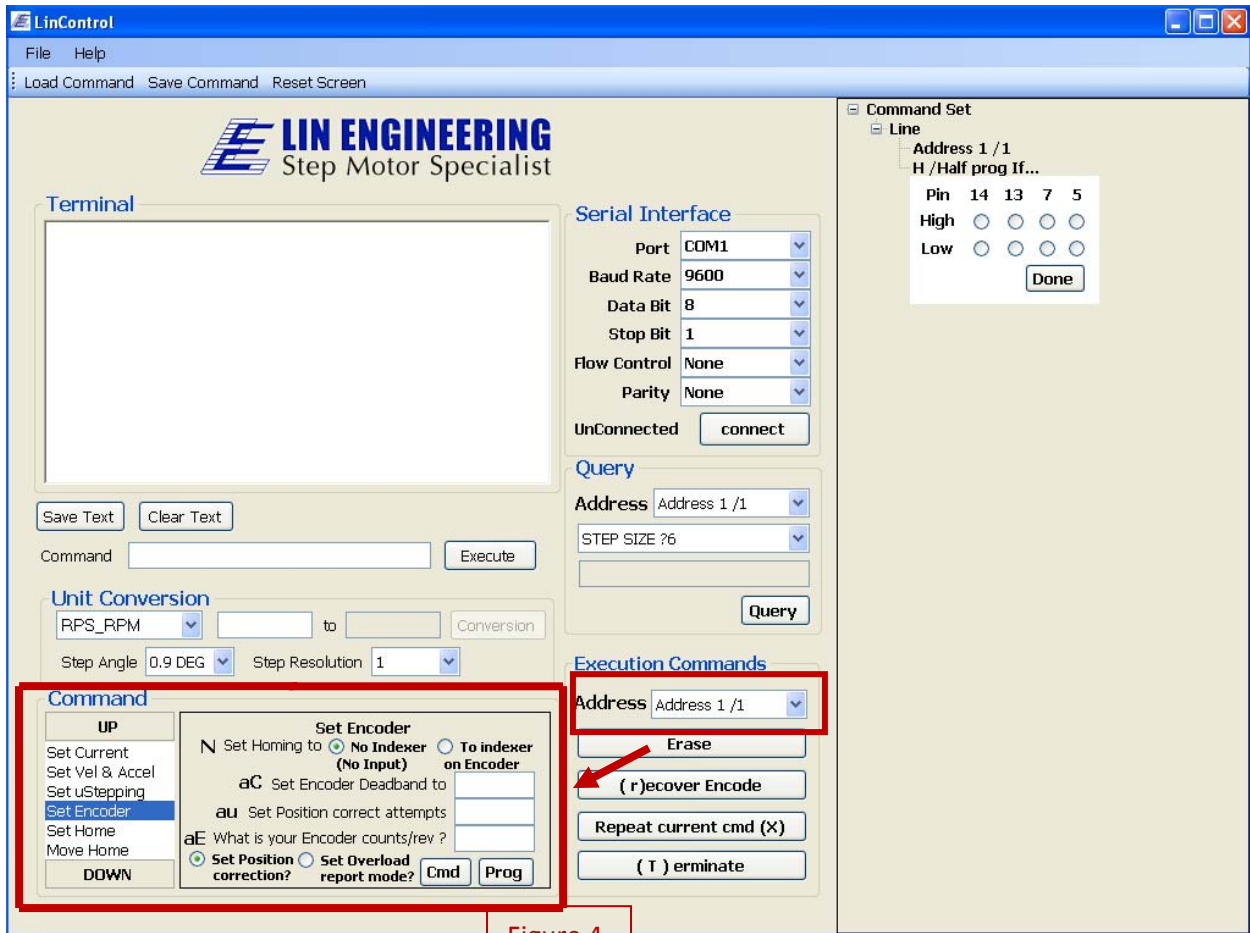 LinControl
File Help
Load Command Save Command Reset Screen
LIN ENGINEERING
Step Motor Specialist
Terminal
Save Text Clear Text
Command Execute
Unit Conversion
RPS_RPM to Conversion
Step Angle 0.9 DEG Step Resolution 1
Command
UP
Set Current
Set Vel & Accel
Set uStepping
Set Encoder
Set Home
Move Home
DOWN
Set Encoder
N Set Homing to No Indexer To indexer
(No Input) on Encoder
aC Set Encoder Deadband to
au Set Position correct attempts
aE What is your Encoder counts/rev ?
Set Position Set Overload
correction? report mode? Cmd Prog
Serial Interface
Port COM1
Baud Rate 9600
Data Bit 8
Stop Bit 1
Flow Control None
Parity None
UnConnected connect
Query
Address Address 1 /1
STEP SIZE ?6
Query
Execution Commands
Address Address 1 /1
Erase
( r )ecover Encode
Repeat current cmd (X)
( T ) erminate
Command Set
Line
Address 1 /1
H /Half prog If...
Pin 14 13 7 5
High
Low
Done
Figure 4